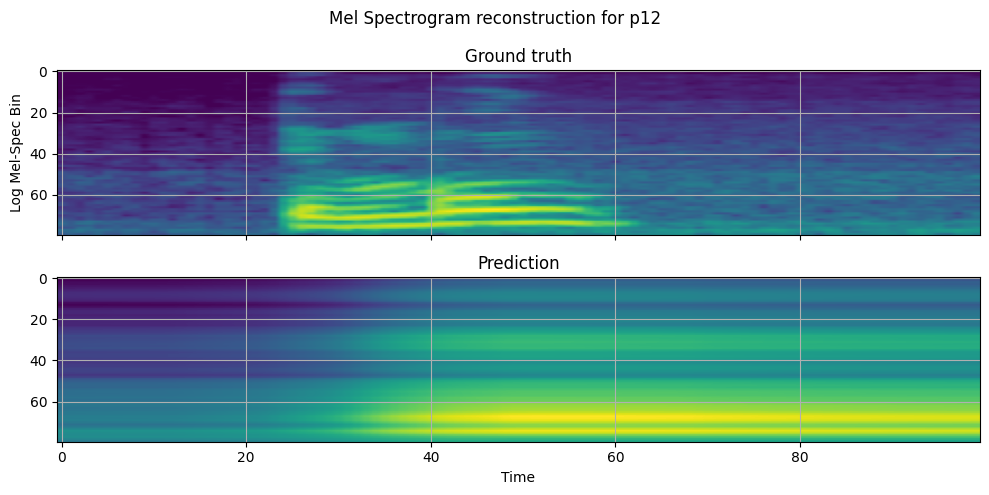 Mel Spectrogram reconstruction for p12
Ground truth
0
20
40
60
Log Mel-Spec Bin
Prediction
0
20
40
60
0 20 40 60 80
Time